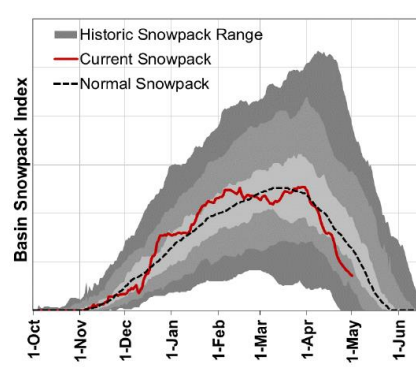 Historic Snowpack Range
Current Snowpack
Normal Snowpack
Basin Snowpack Index
1-Oct
1-Nov
1-Dec
1-Jan
1-Feb
1-Mar
1-Apr
1-May
1-Jun